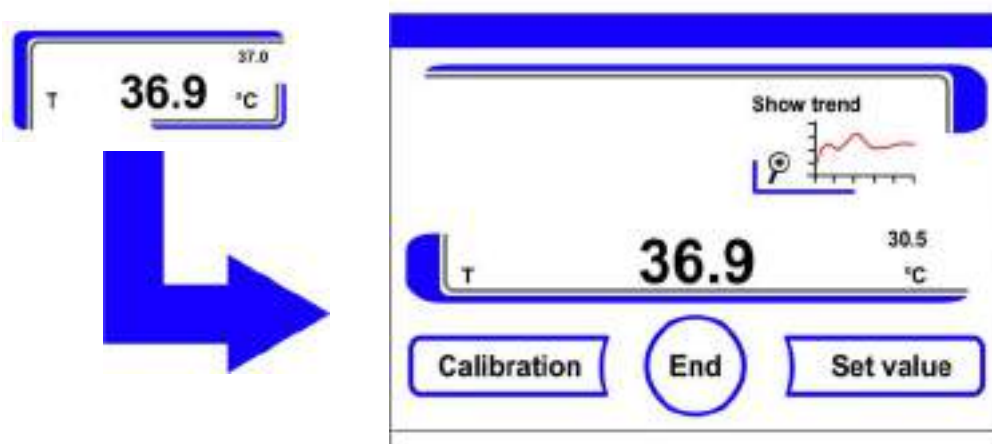 37.0
T 36.9 °C
Show trend
30.5
T 36.9 °C
Calibration End Set value